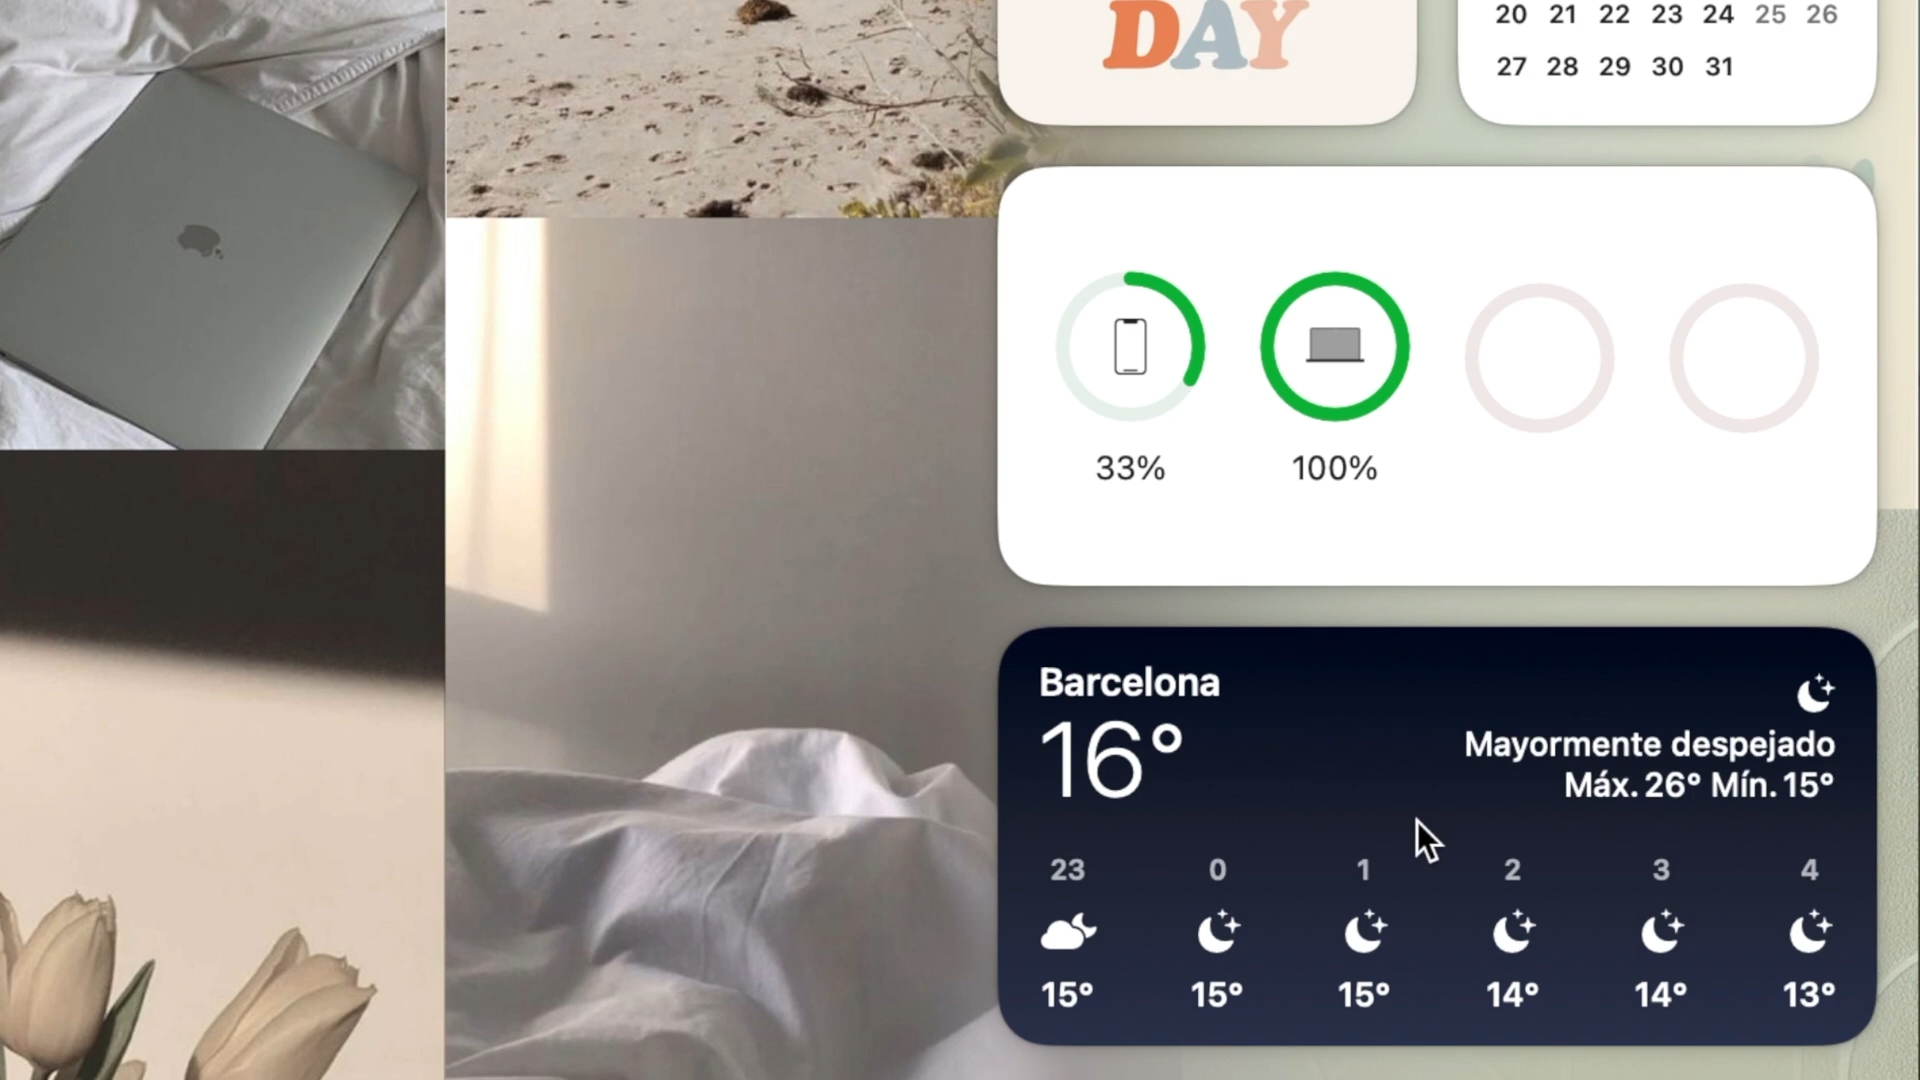 DAY
20 21 22 23 24 25 26
27 28 29 30 31
33% 100%
Barcelona
16°
Mayormente despejado
Máx. 26° Mín. 15°
23 0 1 2 3 4
15° 15° 15° 14° 14° 13°